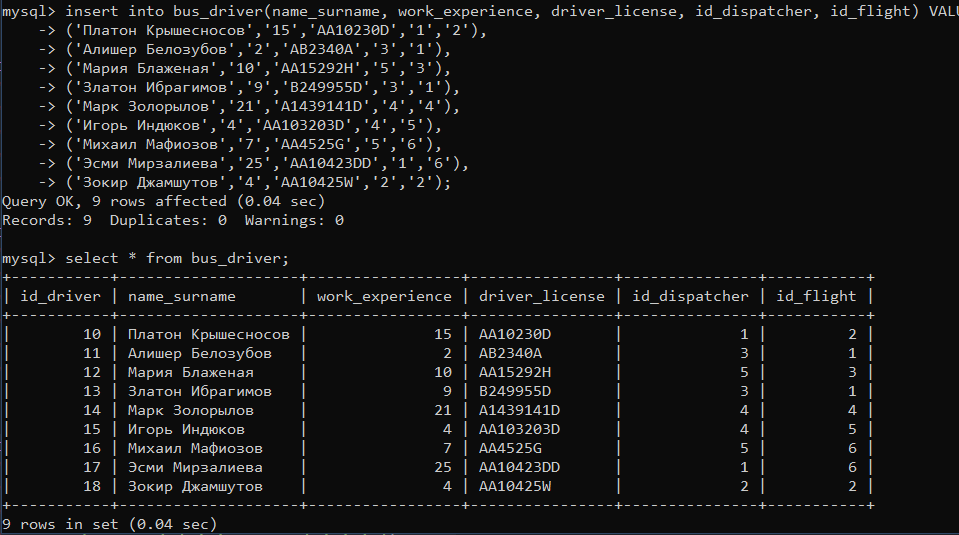 mysql> insert into bus_driver(name_surname, work_experience, driver_license, id_dispatcher, id_flight) VALU
    -> ('Платон Крышесносов','15','AA10230D','1','2'),
    -> ('Алишер Белозубов','2','AB2340A','3','1'),
    -> ('Мария Блаженая','10','AA15292H','5','3'),
    -> ('Златон Ибрагимов','9','B249955D','3','1'),
    -> ('Марк Золорылов','21','A1439141D','4','4'),
    -> ('Игорь Индюков','4','AA103203D','4','5'),
    -> ('Михаил Мафиозов','7','AA4525G','5','6'),
    -> ('Эсми Мирзалиева','25','AA10423DD','1','6'),
    -> ('Зокир Джамшутов','4','AA10425W','2','2');
Query OK, 9 rows affected (0.04 sec)
Records: 9  Duplicates: 0  Warnings: 0
mysql> select * from bus_driver;
+-----------+--------------------+-----------------+----------------+---------------+-----------+
| id_driver | name_surname       | work_experience | driver_license | id_dispatcher | id_flight |
+-----------+--------------------+-----------------+----------------+---------------+-----------+
|        10 | Платон Крышесносов |              15 | AA10230D       |             1 |         2 |
|        11 | Алишер Белозубов   |               2 | AB2340A        |             3 |         1 |
|        12 | Мария Блаженая     |              10 | AA15292H       |             5 |         3 |
|        13 | Златон Ибрагимов   |               9 | B249955D       |             3 |         1 |
|        14 | Марк Золорылов     |              21 | A1439141D      |             4 |         4 |
|        15 | Игорь Индюков      |               4 | AA103203D      |             4 |         5 |
|        16 | Михаил Мафиозов    |               7 | AA4525G        |             5 |         6 |
|        17 | Эсми Мирзалиева    |              25 | AA10423DD      |             1 |         6 |
|        18 | Зокир Джамшутов    |               4 | AA10425W       |             2 |         2 |
+-----------+--------------------+-----------------+----------------+---------------+-----------+
9 rows in set (0.04 sec)